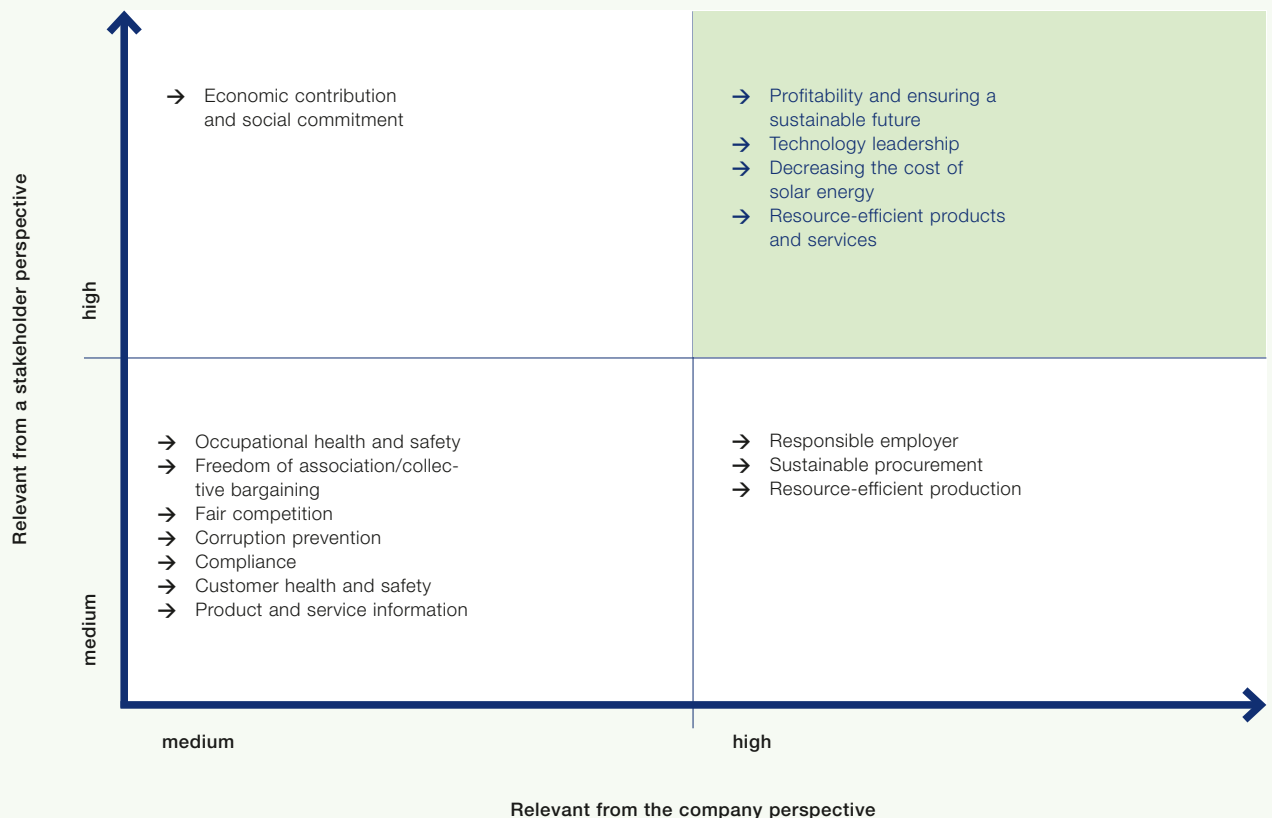 Relevant from a stakeholder perspective
high
medium
→ Economic contribution
and social commitment
→ Profitability and ensuring a
sustainable future
→ Technology leadership
→ Decreasing the cost of
solar energy
→ Resource-efficient products
and services
→ Occupational health and safety
→ Freedom of association/collec-
tive bargaining
→ Fair competition
→ Corruption prevention
→ Compliance
→ Customer health and safety
→ Product and service information
→ Responsible employer
→ Sustainable procurement
→ Resource-efficient production
medium
high
Relevant from the company perspective